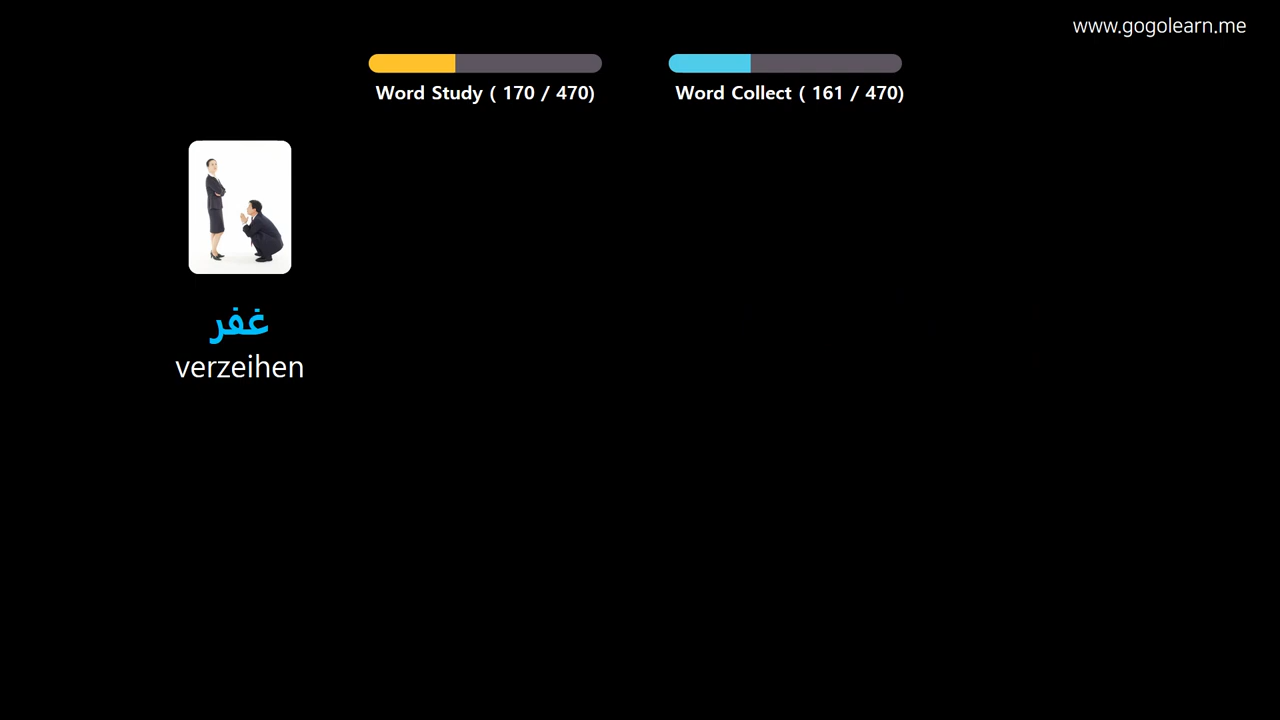 www.gogolearn.me
Word Study ( 170 / 470)
Word Collect ( 161 / 470)
غفر
verzeihen